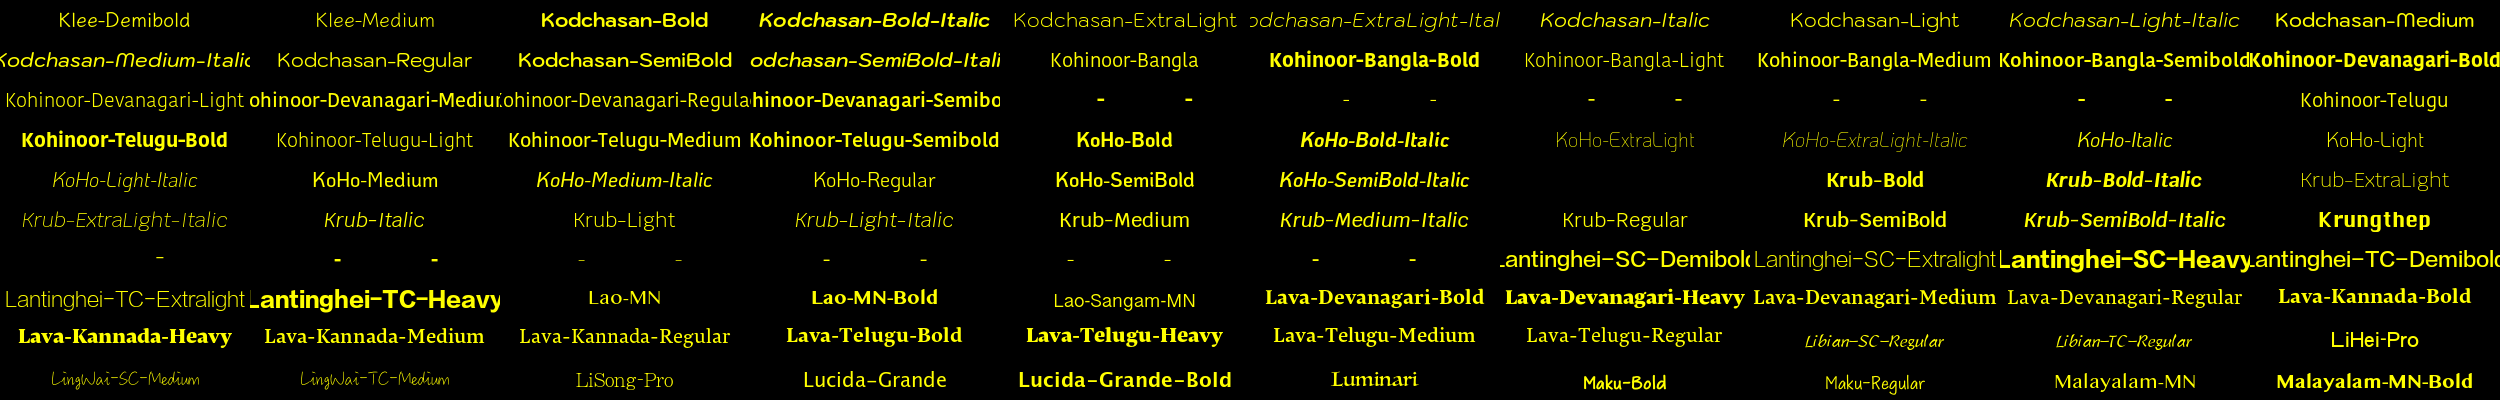 Klee-Demibold Klee-Medium Kodchasan-Bold Kodchasan-Bold-Italic Kodchasan-ExtraLight odchasan-ExtraLight-Ital Kodchasan-Italic Kodchasan-Light Kodchasan-Light-Italic Kodchasan-Medium
Kodchasan-Medium-Italic Kodchasan-Regular Kodchasan-SemiBold odchasan-SemiBold-Itali Kohinoor-Bangla Kohinoor-Bangla-Bold Kohinoor-Bangla-Light Kohinoor-Bangla-Medium Kohinoor-Bangla-Semibold Kohinoor-Devanagari-Bold
Kohinoor-Devanagari-Light ohinoor-Devanagari-Mediu ohinoor-Devanagari-Regula hinoor-Devanagari-Semibo - - - - - - - - - - Kohinoor-Telugu
Kohinoor-Telugu-Bold Kohinoor-Telugu-Light Kohinoor-Telugu-Medium Kohinoor-Telugu-Semibold KoHo-Bold KoHo-Bold-Italic KoHo-ExtraLight KoHo-ExtraLight-Italic KoHo-Italic KoHo-Light
KoHo-Light-Italic KoHo-Medium KoHo-Medium-Italic KoHo-Regular KoHo-SemiBold KoHo-SemiBold-Italic Krub-Bold Krub-Bold-Italic Krub-ExtraLight
Krub-ExtraLight-Italic Krub-Italic Krub-Light Krub-Light-Italic Krub-Medium Krub-Medium-Italic Krub-Regular Krub-SemiBold Krub-SemiBold-Italic Krungthep
- - - - - - - - - - - Lantinghei-SC-Demibold Lantinghei-SC-Extralight Lantinghei-SC-Heavy Lantinghei-TC-Demibold
Lantinghei-TC-Extralight Lantinghei-TC-Heavy Lao-MN Lao-MN-Bold Lao-Sangam-MN Lava-Devanagari-Bold Lava-Devanagari-Heavy Lava-Devanagari-Medium Lava-Devanagari-Regular Lava-Kannada-Bold
Lava-Kannada-Heavy Lava-Kannada-Medium Lava-Kannada-Regular Lava-Telugu-Bold Lava-Telugu-Heavy Lava-Telugu-Medium Lava-Telugu-Regular Libian-SC-Regular Libian-TC-Regular LiHei-Pro
LingWai-SC-Medium LingWai-TC-Medium LiSong-Pro Lucida-Grande Lucida-Grande-Bold Luminari Maku-Bold Maku-Regular Malayalam-MN Malayalam-MN-Bold